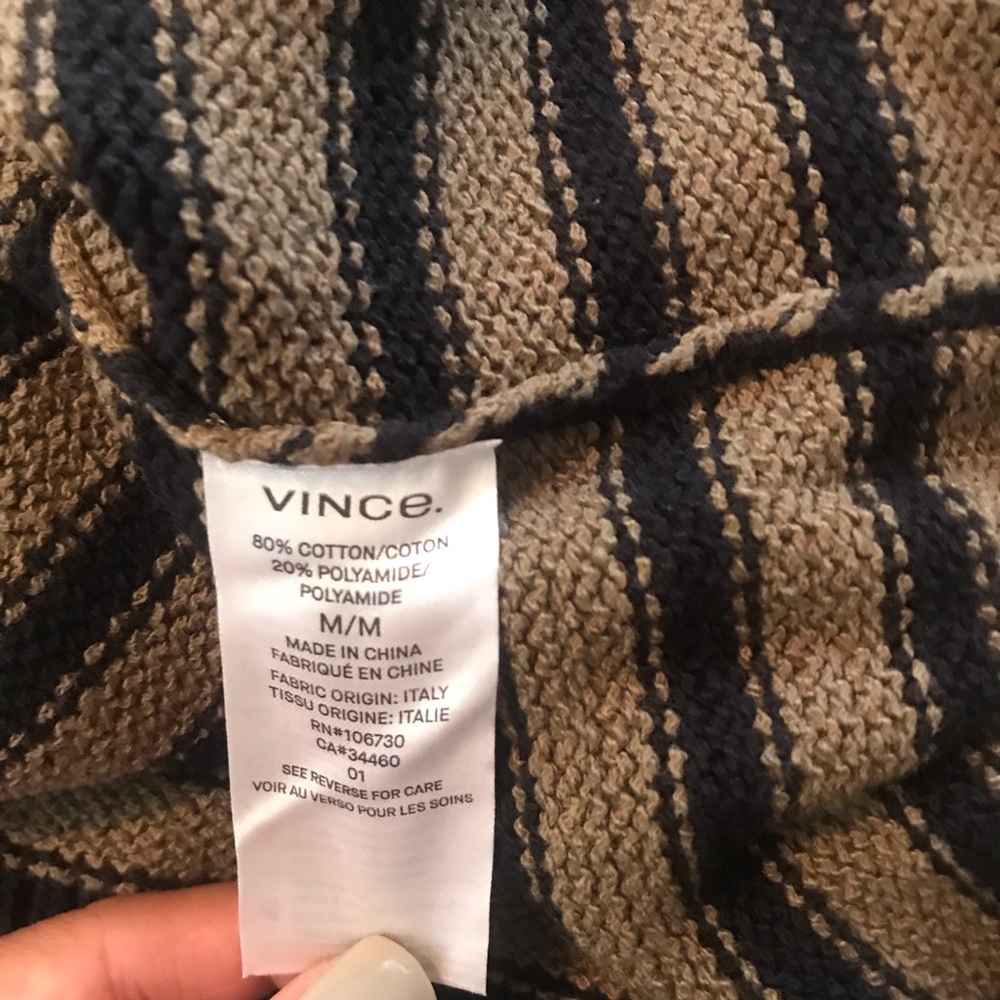 VINCe.
80% COTTON/COTON
20% POLYAMIDE/
POLYAMIDE
M/M
MADE IN CHINA
FABRIQUÉ EN CHINE
FABRIC ORIGIN: ITALY
TISSU ORIGINE: ITALIE
RN#106730
CA#34460
01
SEE REVERSE FOR CARE
VOIR AU VERSO POUR LES SOINS